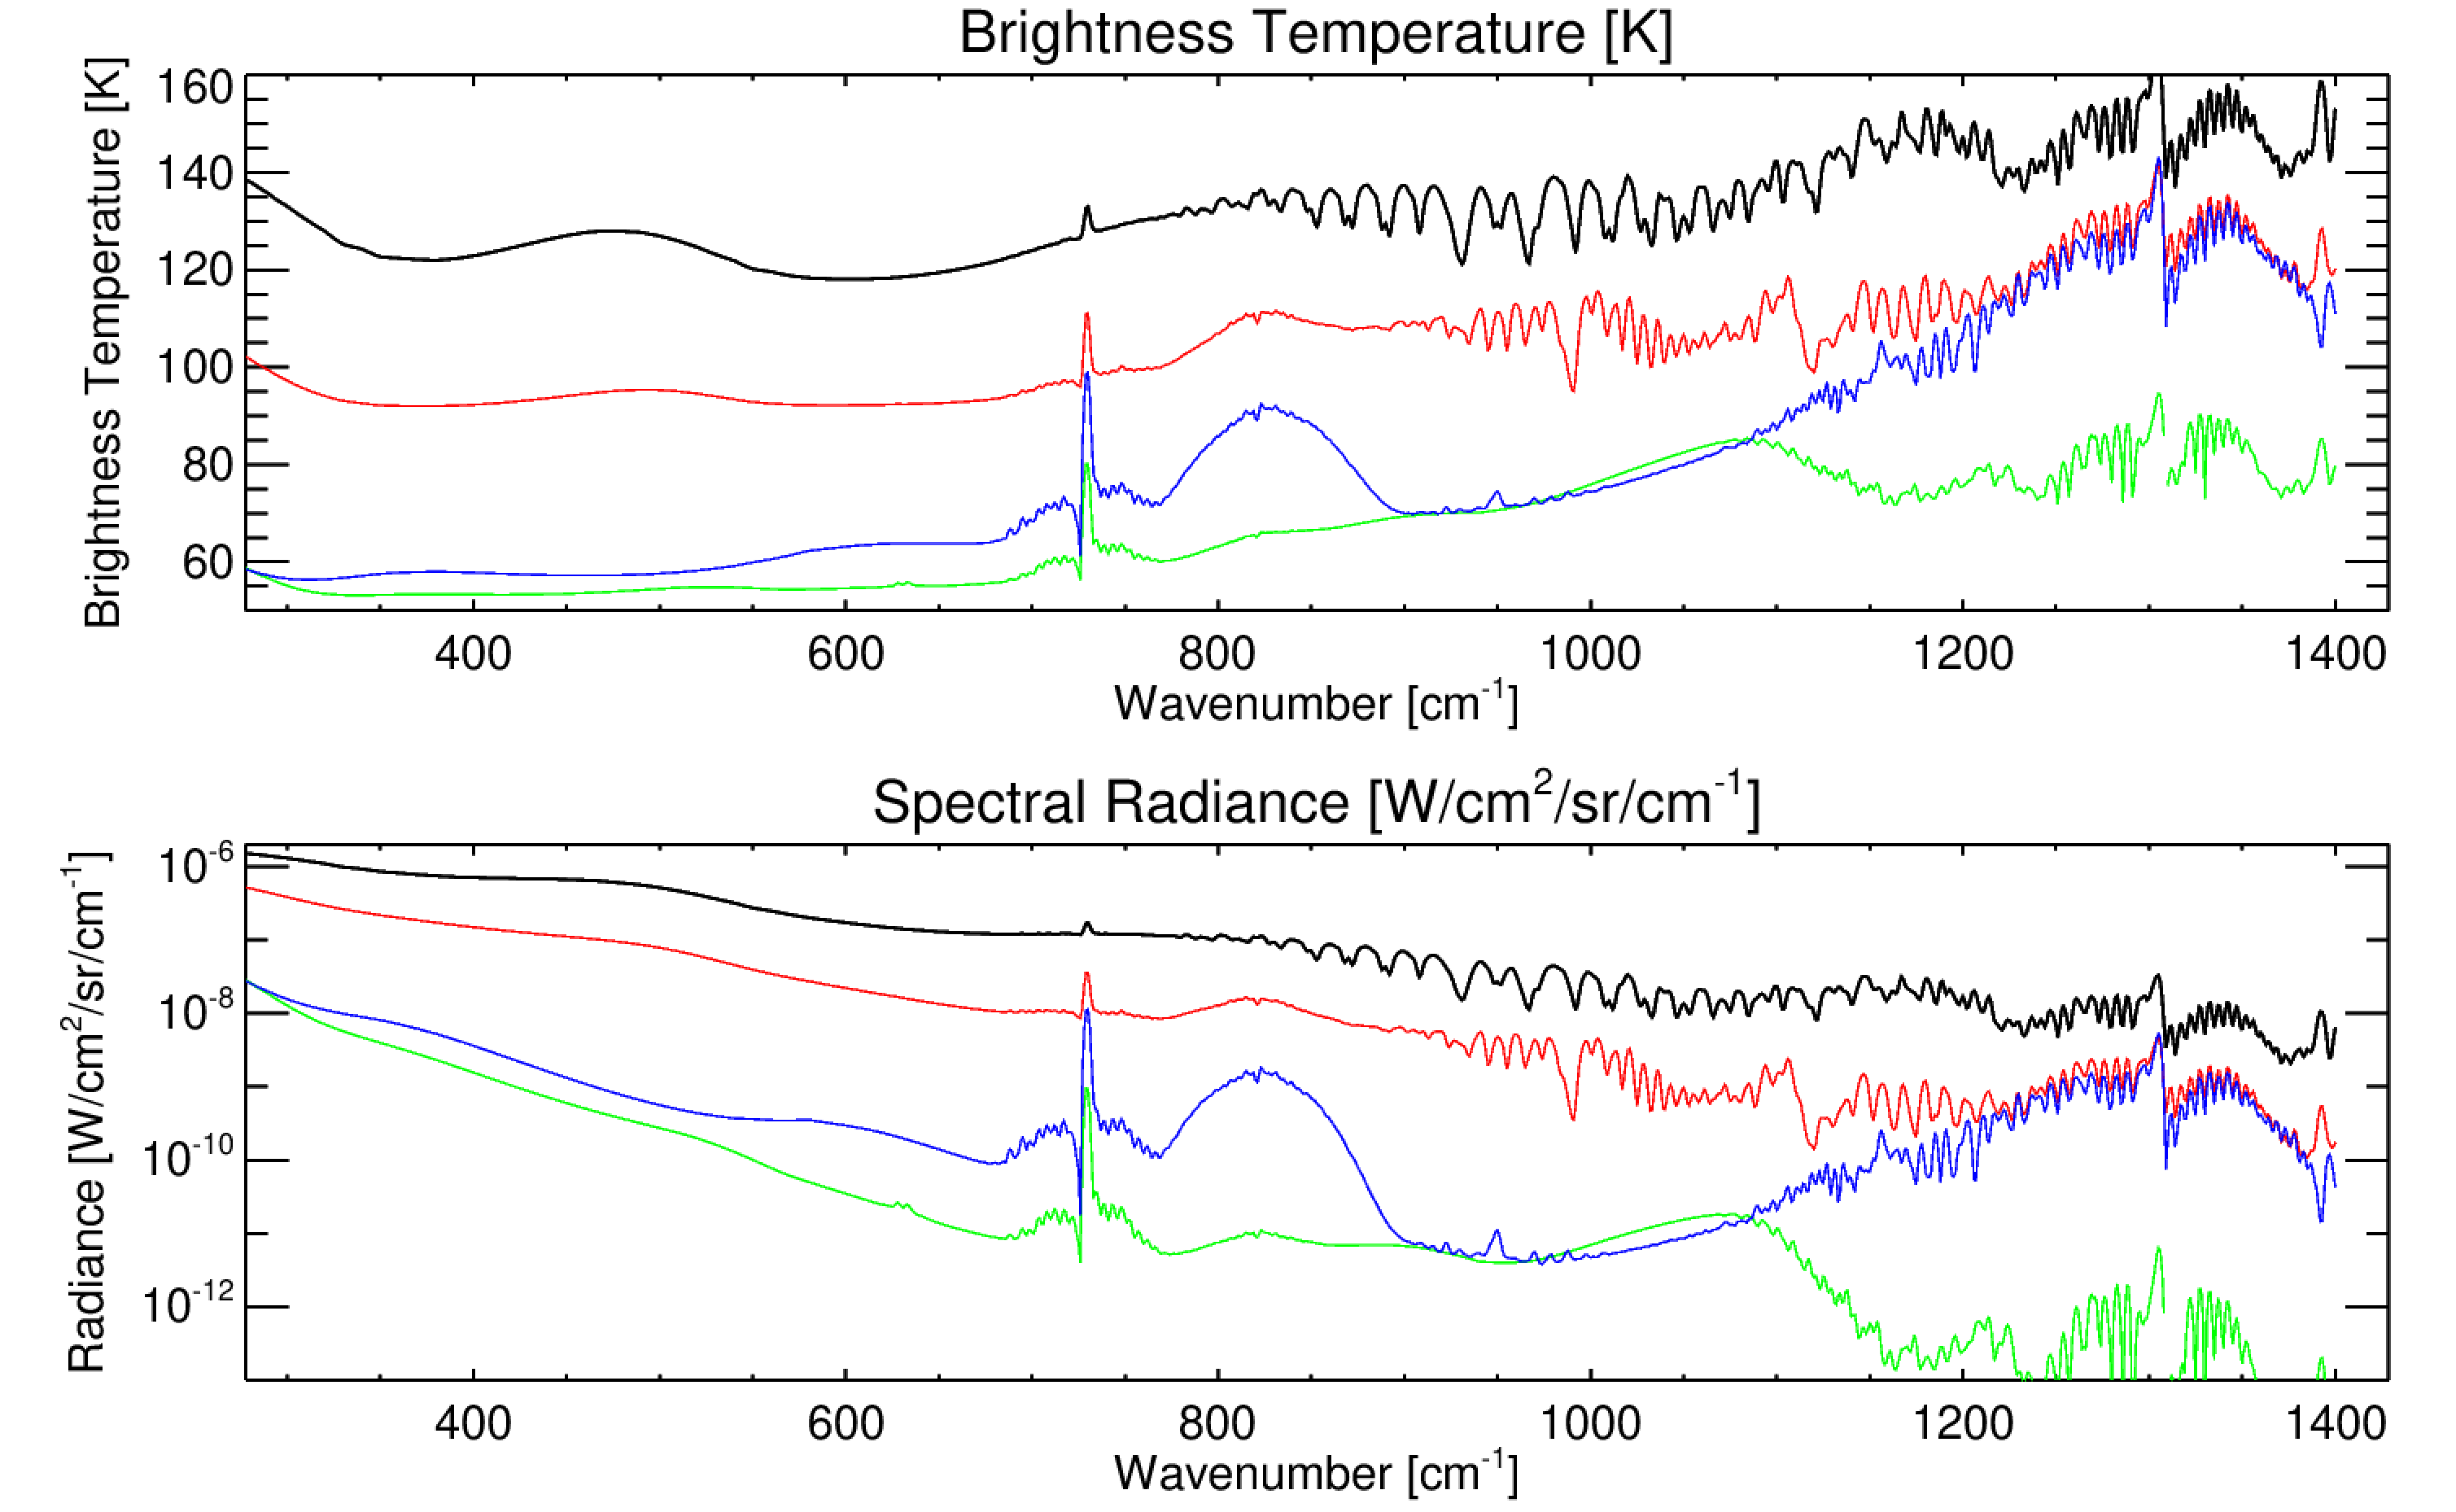 Brightness Temperature [K]
Brightness Temperature [K]
160
140
120
100
80
60
400 600 800 1000 1200 1400
Wavenumber [cm⁻¹]
Spectral Radiance [W/cm²/sr/cm⁻¹]
Radiance [W/cm²/sr/cm⁻¹]
10⁻⁶
10⁻⁸
10⁻¹⁰
10⁻¹²
400 600 800 1000 1200 1400
Wavenumber [cm⁻¹]